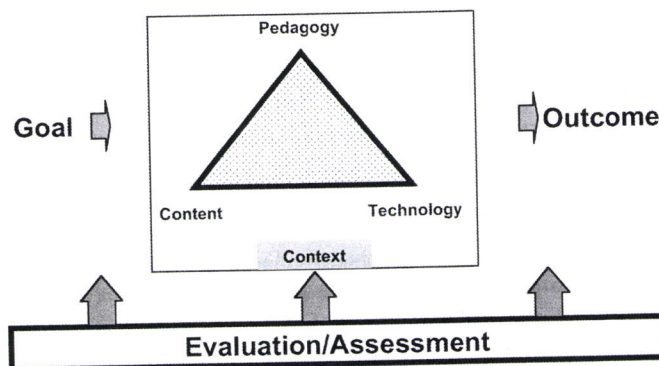 Pedagogy
Goal
Outcome
Content
Technology
Context
Evaluation/Assessment